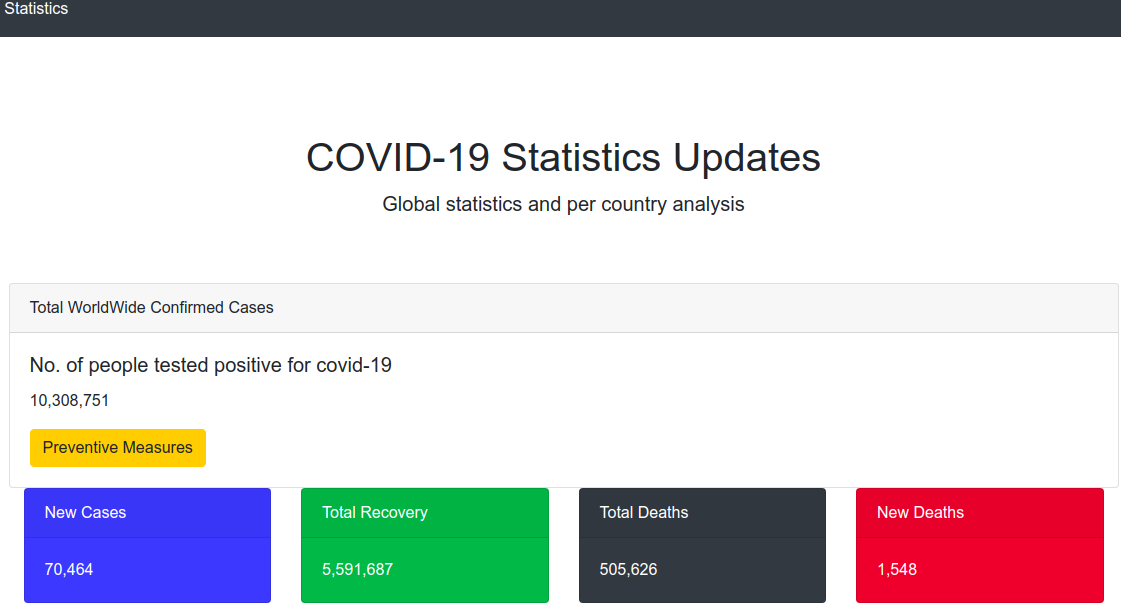 Statistics
COVID-19 Statistics Updates
Global statistics and per country analysis
Total WorldWide Confirmed Cases
No. of people tested positive for covid-19
10,308,751
Preventive Measures
New Cases
70,464
Total Recovery
5,591,687
Total Deaths
505,626
New Deaths
1,548